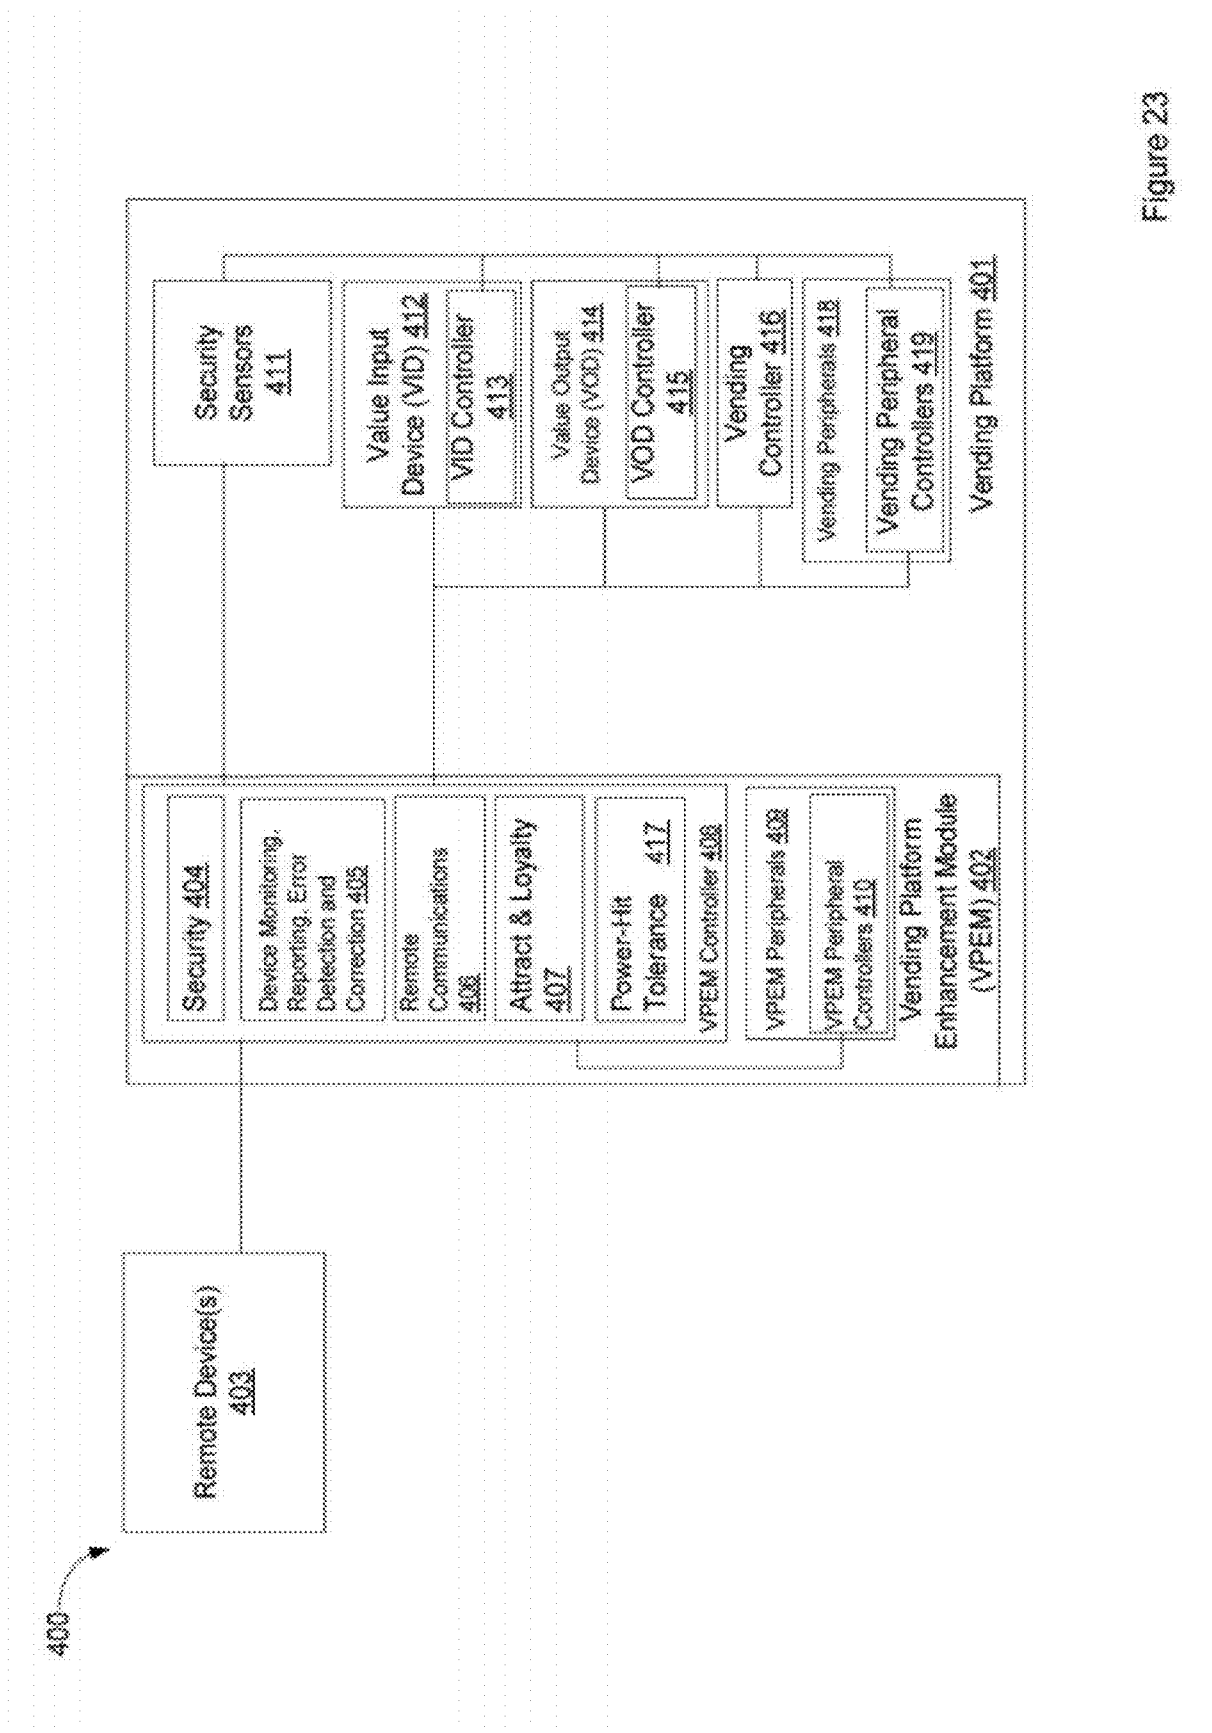 400
Remote Device(s)
403
Security 404
Device Monitoring,
Reporting, Error
Detection and
Correction 405
Remote
Communications
406
Attract & Loyalty
407
Power-Hit
Tolerance 417
VPEM Controller 408
VPEM Peripherals 409
VPEM Peripheral
Controllers 410
Vending Platform
Enhancement Module
(VPEM) 402
Security
Sensors
411
Value Input
Device (VID) 412
VID Controller
413
Value Output
Device (VOD) 414
VOD Controller
415
Vending
Controller 416
Vending Peripherals 418
Vending Peripheral
Controllers 419
Vending Platform 401
Figure 23